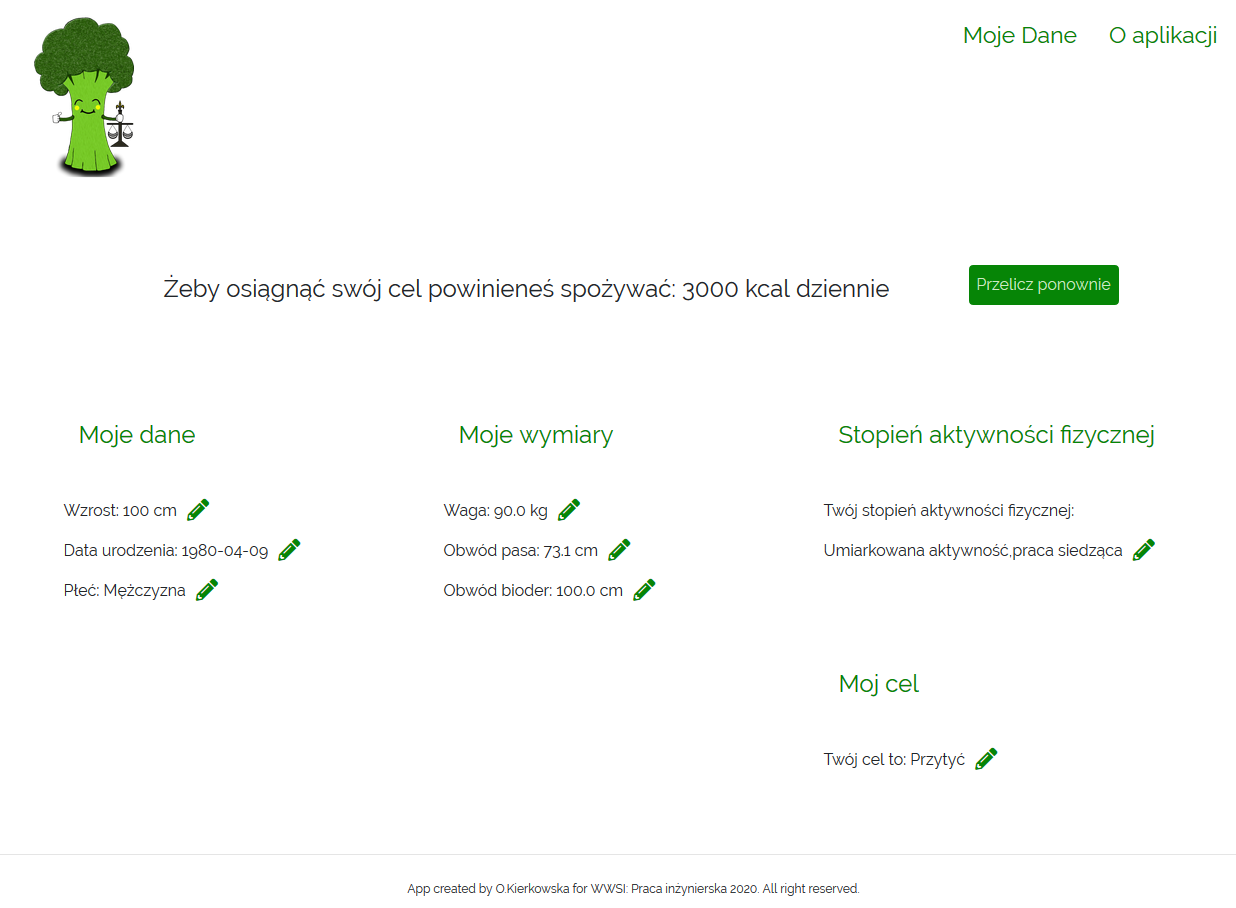 Moje Dane O aplikacji
Żeby osiągnąć swój cel powinieneś spożywać: 3000 kcal dziennie
Przelicz ponownie
Moje dane
Wzrost: 100 cm
Data urodzenia: 1980-04-09
Płeć: Mężczyzna
Moje wymiary
Waga: 90.0 kg
Obwód pasa: 73.1 cm
Obwód bioder: 100.0 cm
Stopień aktywności fizycznej
Twój stopień aktywności fizycznej:
Umiarkowana aktywność,praca siedząca
Moj cel
Twój cel to: Przytyć
App created by O.Kierkowska for WWSI: Praca inżynierska 2020. All right reserved.